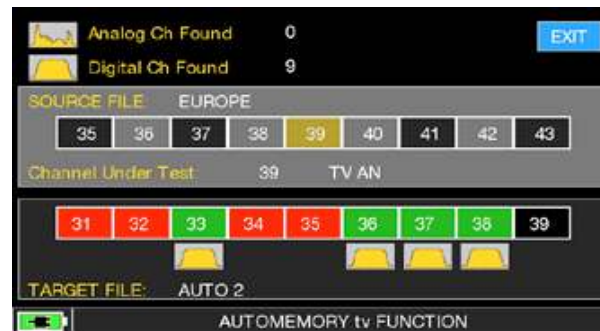 Analog Ch Found 0 EXIT
Digital Ch Found 9
SOURCE FILE EUROPE
35 36 37 38 39 40 41 42 43
Channel Under Test 39 TV AN
31 32 33 34 35 36 37 38 39
TARGET FILE: AUTO 2
AUTOMEMORY tv FUNCTION